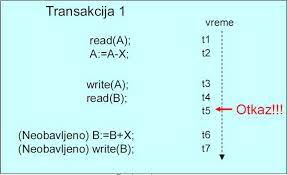 Transakcija 1
vreme
read(A); t1
A:=A-X; t2
write(A); t3
read(B); t4
t5 Otkaz!!!
(Neobavljeno) B:=B+X; t6
(Neobavljeno) write(B); t7